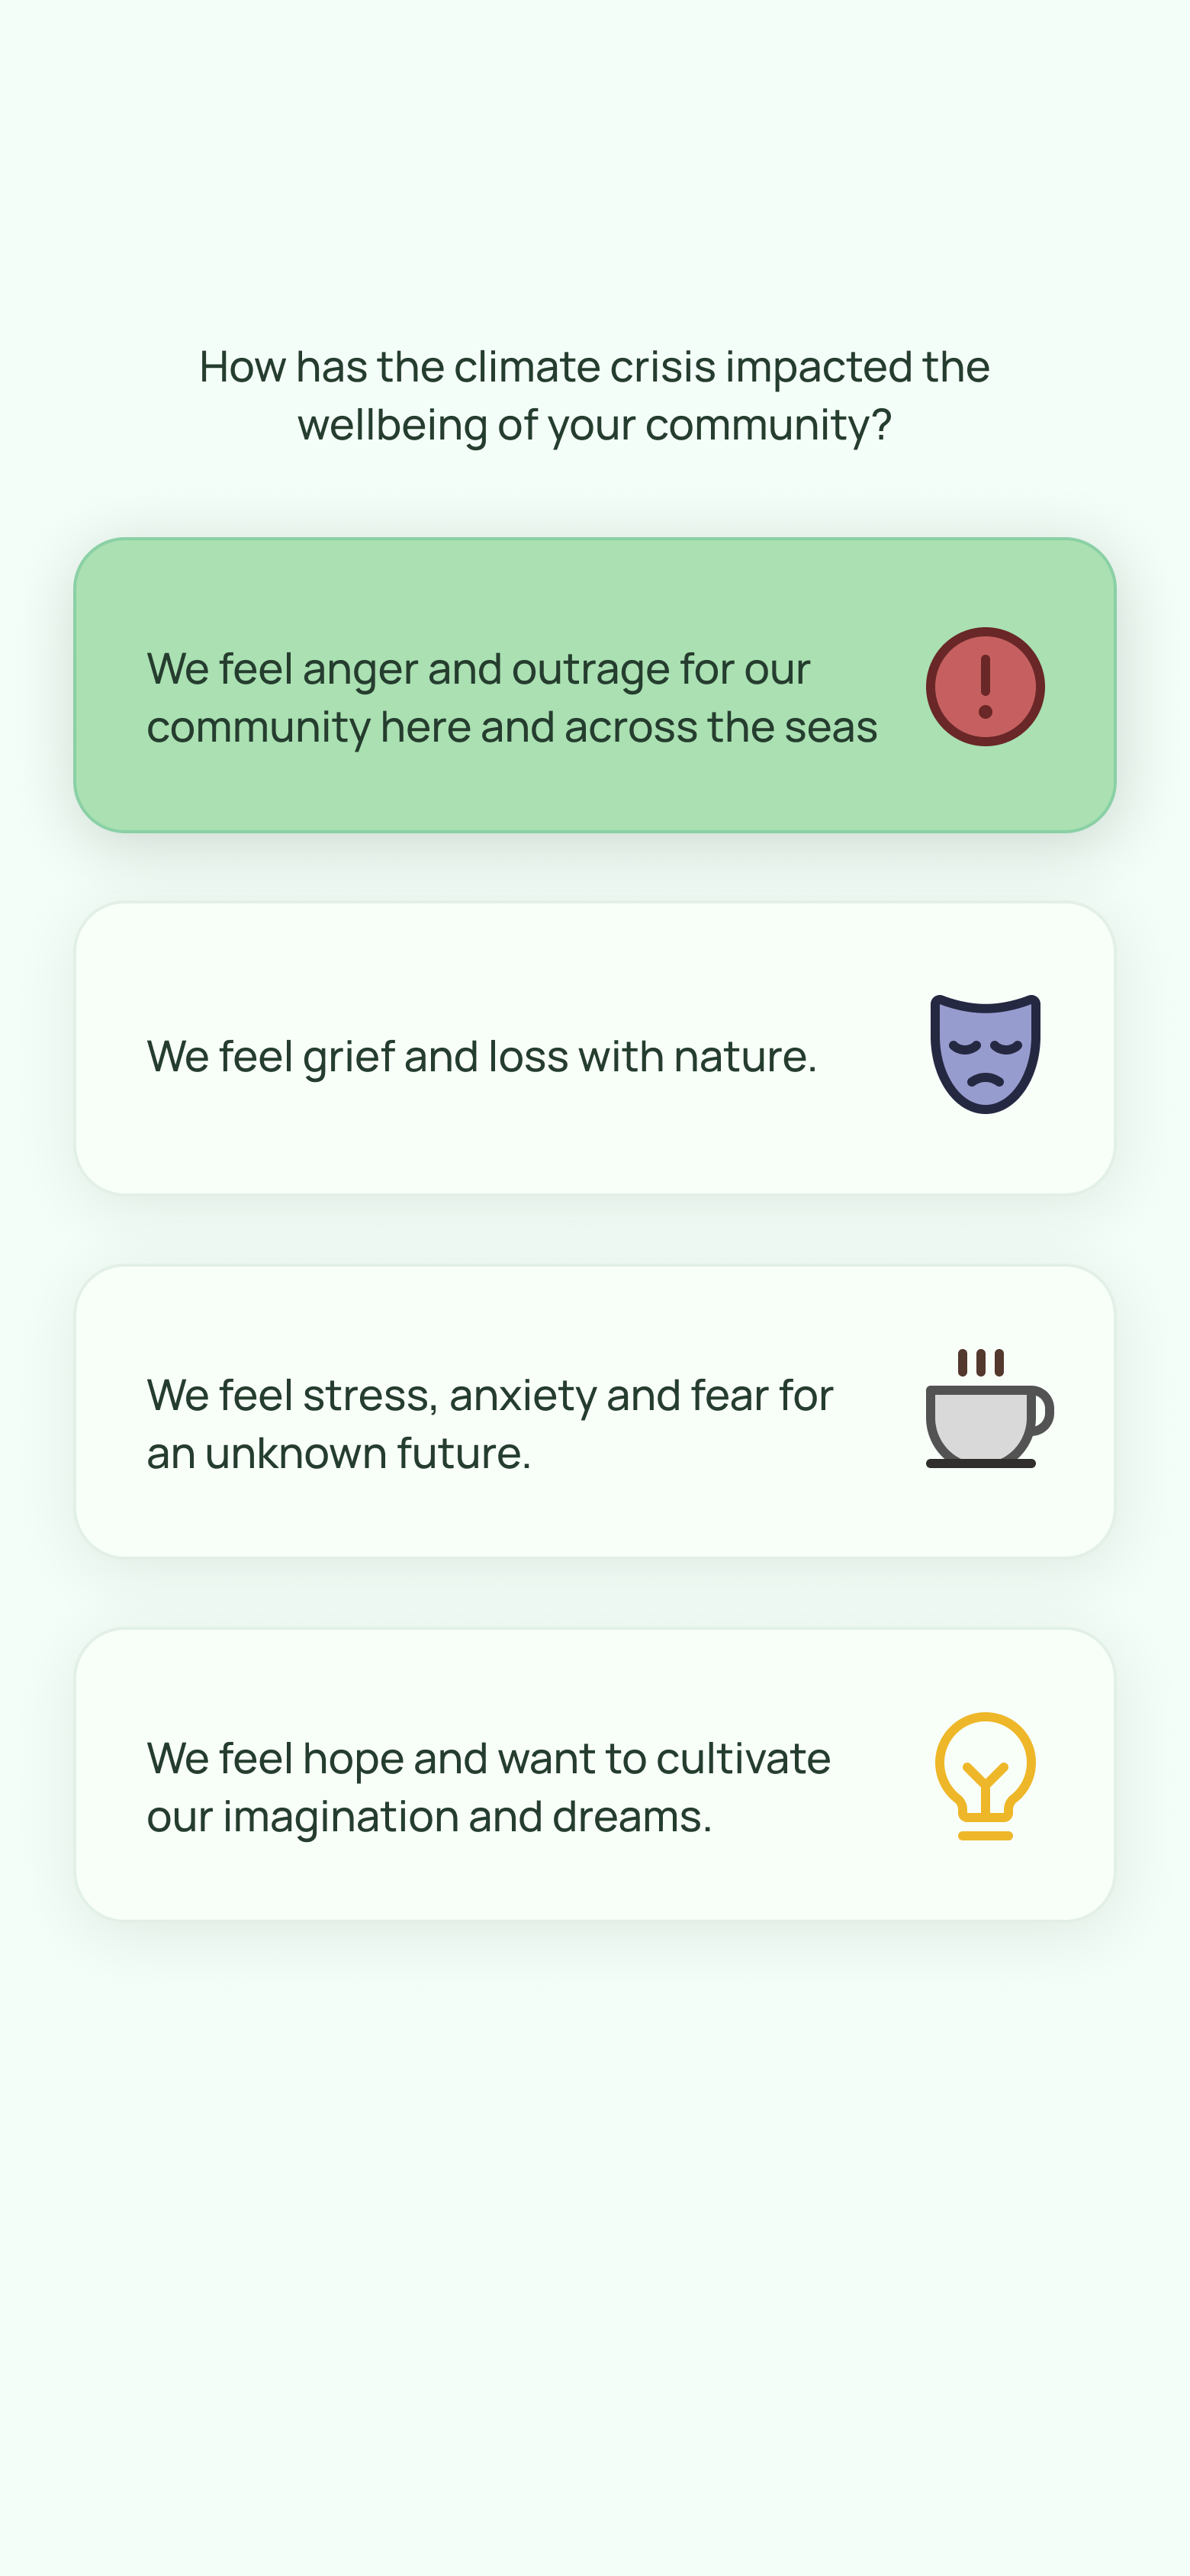 How has the climate crisis impacted the
wellbeing of your community?
We feel anger and outrage for our
community here and across the seas
We feel grief and loss with nature.
We feel stress, anxiety and fear for
an unknown future.
We feel hope and want to cultivate
our imagination and dreams.